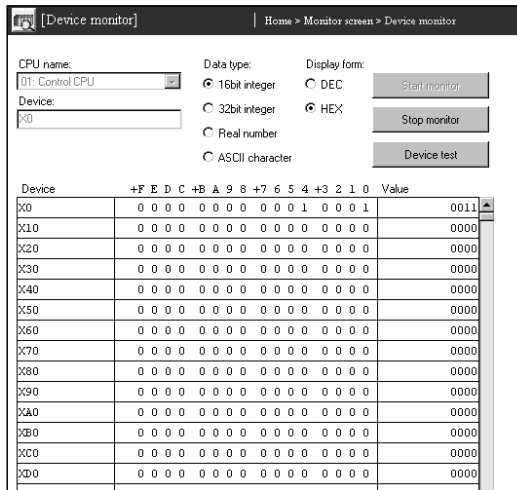 [Device monitor] Home > Monitor screen > Device monitor
CPU name: Data type: Display form:
01: Control CPU 16bit integer DEC Start monitor
Device: 32bit integer HEX
X0 Stop monitor
Real number
ASCII character Device test
Device +F E D C +B A 9 8 +7 6 5 4 +3 2 1 0 Value
X0 0 0 0 0 0 0 0 0 0 0 0 1 0 0 0 1 0011
X10 0 0 0 0 0 0 0 0 0 0 0 0 0 0 0 0 0000
X20 0 0 0 0 0 0 0 0 0 0 0 0 0 0 0 0 0000
X30 0 0 0 0 0 0 0 0 0 0 0 0 0 0 0 0 0000
X40 0 0 0 0 0 0 0 0 0 0 0 0 0 0 0 0 0000
X50 0 0 0 0 0 0 0 0 0 0 0 0 0 0 0 0 0000
X60 0 0 0 0 0 0 0 0 0 0 0 0 0 0 0 0 0000
X70 0 0 0 0 0 0 0 0 0 0 0 0 0 0 0 0 0000
X80 0 0 0 0 0 0 0 0 0 0 0 0 0 0 0 0 0000
X90 0 0 0 0 0 0 0 0 0 0 0 0 0 0 0 0 0000
XA0 0 0 0 0 0 0 0 0 0 0 0 0 0 0 0 0 0000
XB0 0 0 0 0 0 0 0 0 0 0 0 0 0 0 0 0 0000
XC0 0 0 0 0 0 0 0 0 0 0 0 0 0 0 0 0 0000
XD0 0 0 0 0 0 0 0 0 0 0 0 0 0 0 0 0 0000